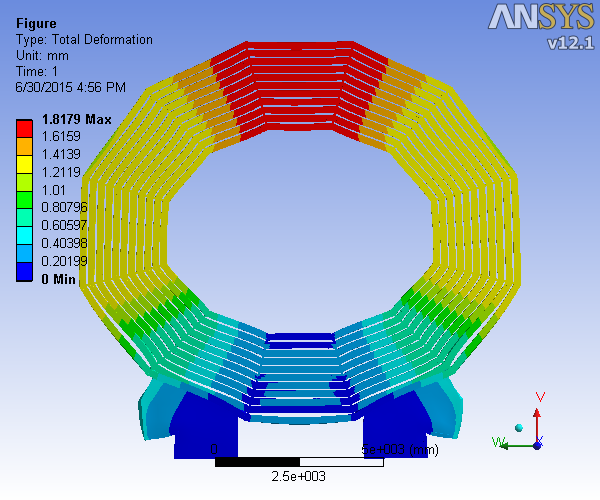 Figure
Type: Total Deformation
Unit: mm
Time: 1
6/30/2015 4:56 PM
ANSYS
v12.1
1.8179 Max
1.6159
1.4139
1.2119
1.01
0.80796
0.60597
0.40398
0.20199
0 Min
0
5e+003 (mm)
2.5e+003
V
W